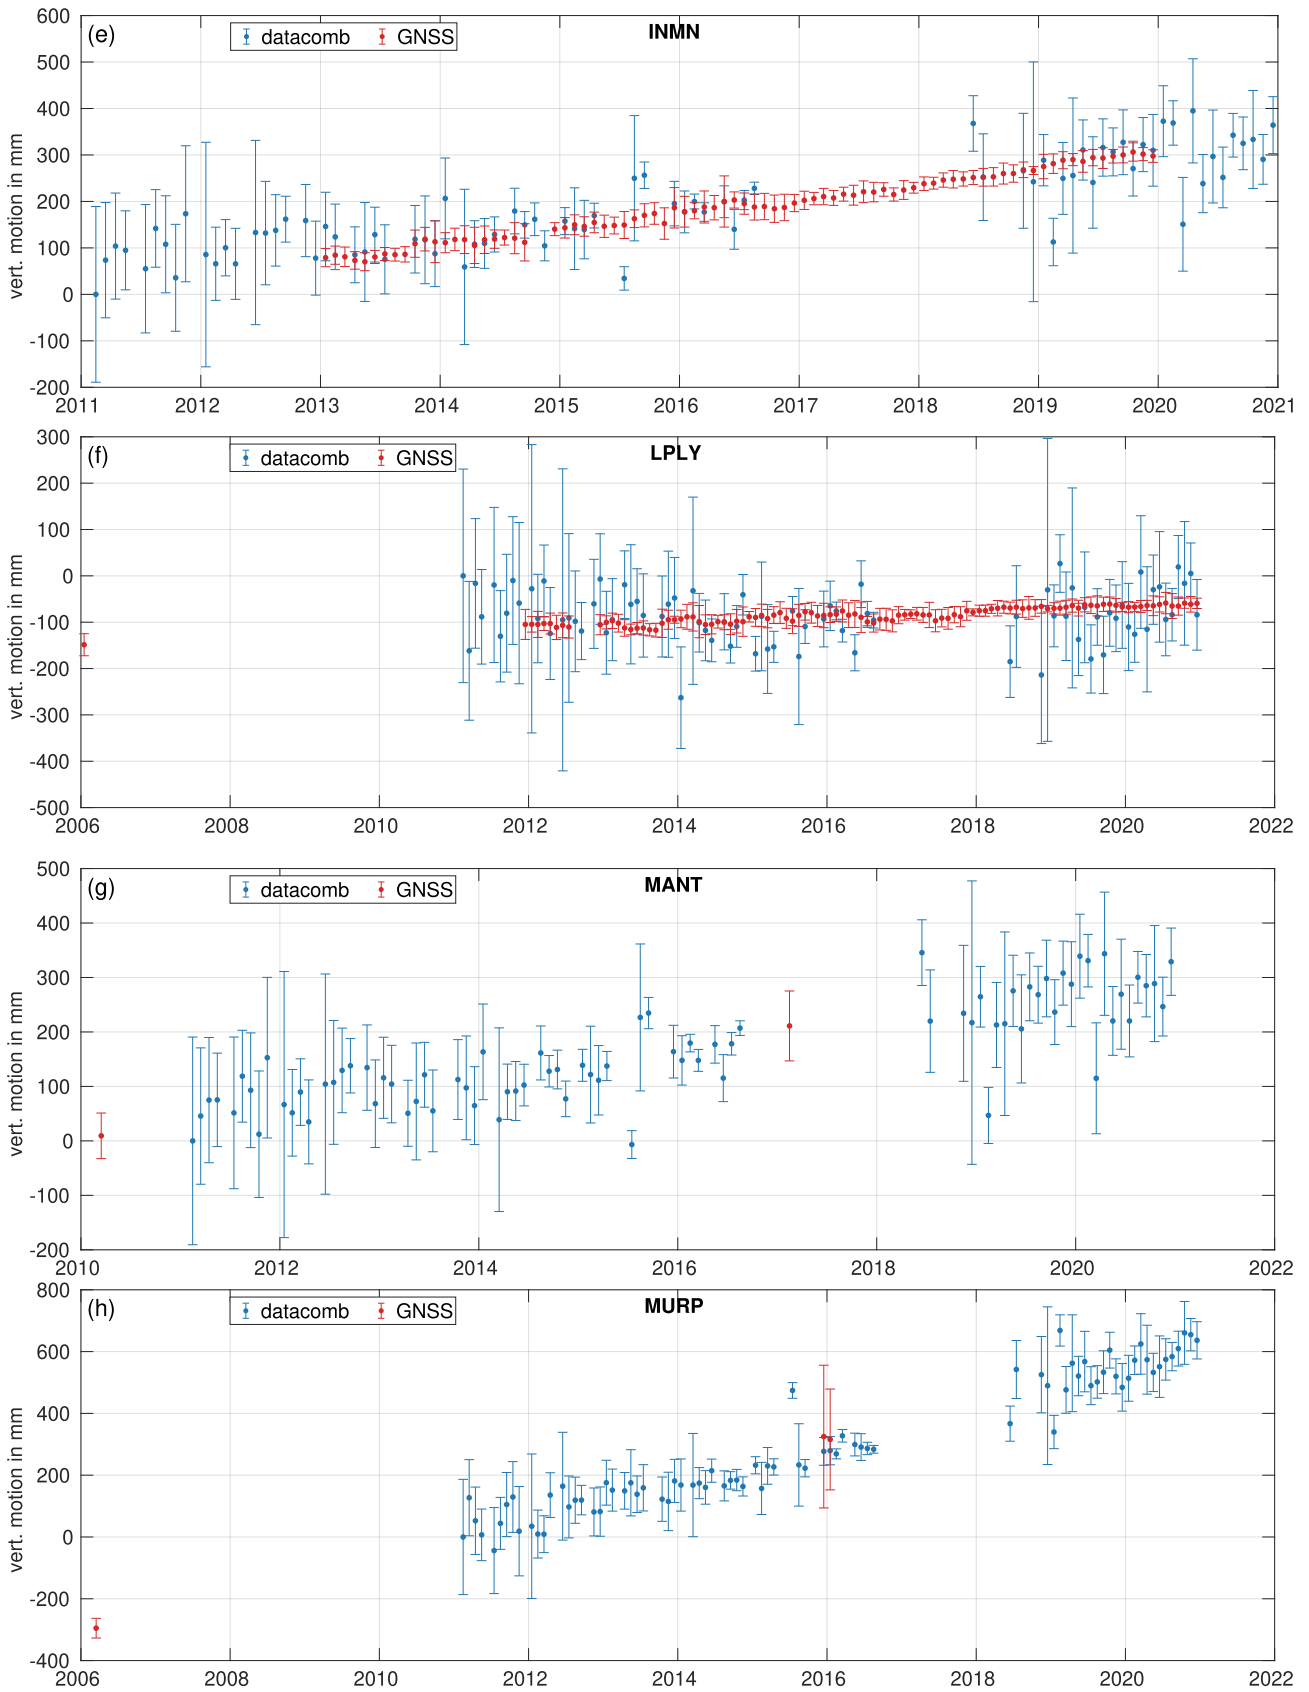 (e) datacomb GNSS INMN
vert. motion in mm
600
500
400
300
200
100
0
-100
-200
2011 2012 2013 2014 2015 2016 2017 2018 2019 2020 2021
(f) datacomb GNSS LPLY
vert. motion in mm
300
200
100
0
-100
-200
-300
-400
-500
2006 2008 2010 2012 2014 2016 2018 2020 2022
(g) datacomb GNSS MANT
vert. motion in mm
500
400
300
200
100
0
-100
-200
2010 2012 2014 2016 2018 2020 2022
(h) datacomb GNSS MURP
vert. motion in mm
800
600
400
200
0
-200
-400
2006 2008 2010 2012 2014 2016 2018 2020 2022